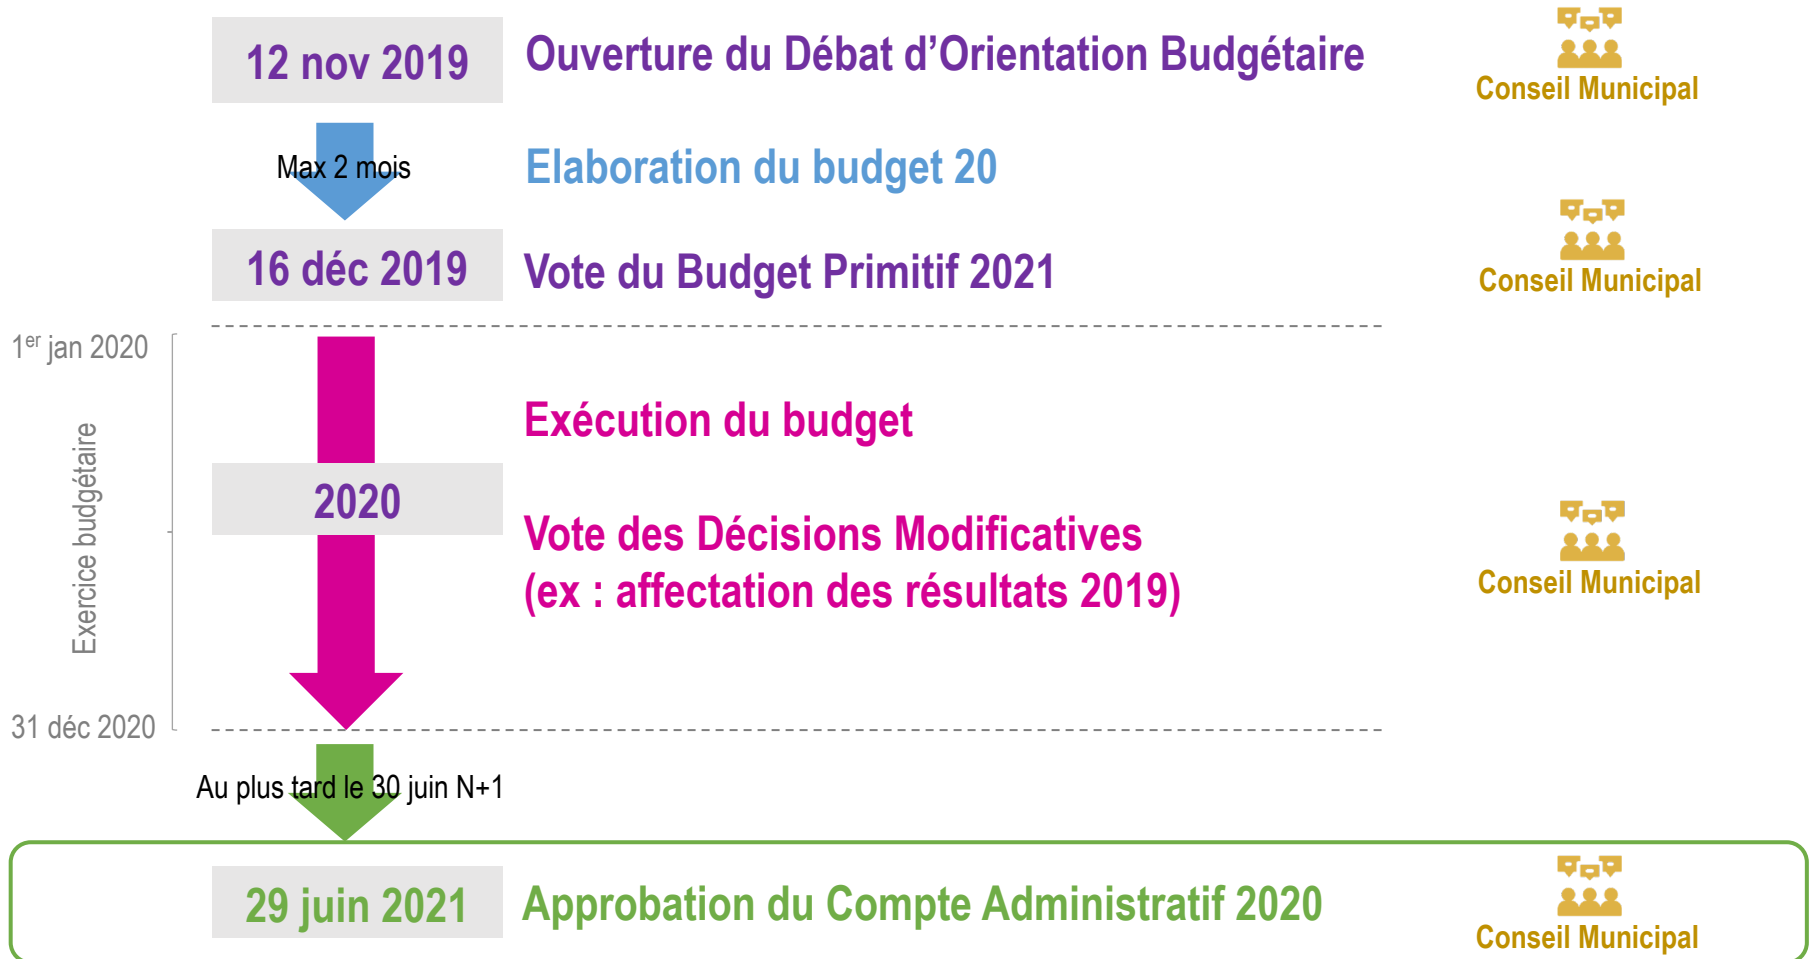 12 nov 2019
Ouverture du Débat d’Orientation Budgétaire
Conseil Municipal
Max 2 mois
Elaboration du budget 20
16 déc 2019
Vote du Budget Primitif 2021
Conseil Municipal
1er jan 2020
Exercice budgétaire
Exécution du budget
2020
Vote des Décisions Modificatives
(ex : affectation des résultats 2019)
Conseil Municipal
31 déc 2020
Au plus tard le 30 juin N+1
29 juin 2021
Approbation du Compte Administratif 2020
Conseil Municipal